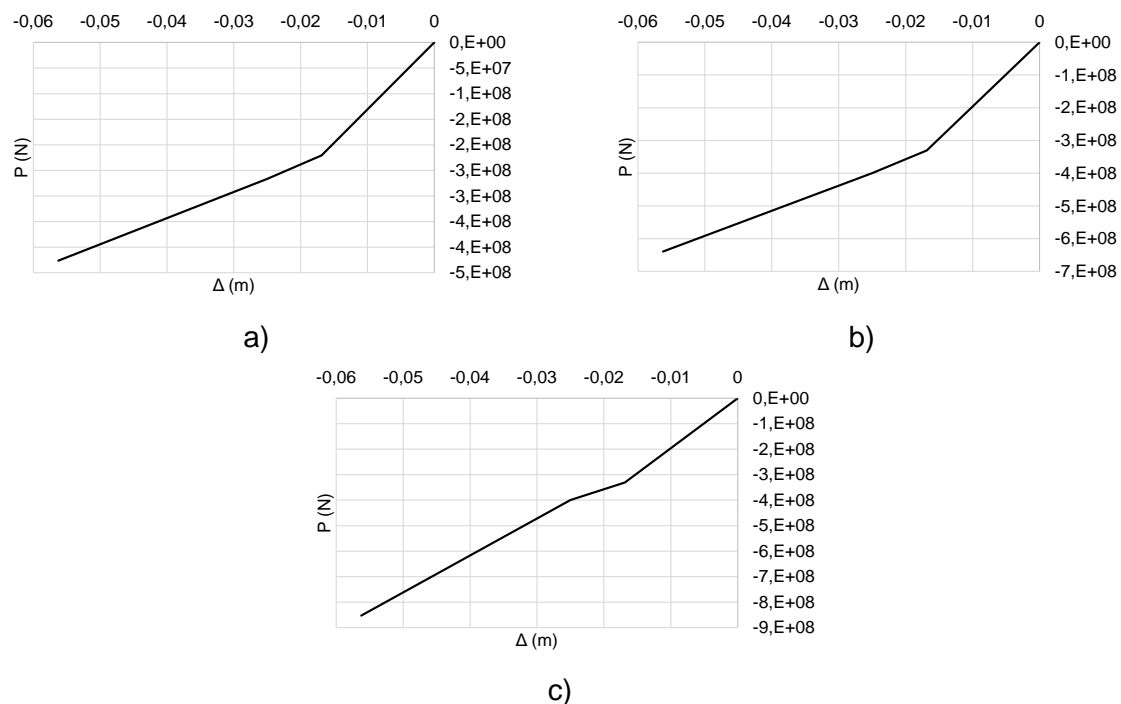 -0,06 -0,05 -0,04 -0,03 -0,02 -0,01 0
0,E+00
-5,E+07
-1,E+08
-2,E+08
-2,E+08
-3,E+08
-3,E+08
-4,E+08
-4,E+08
-5,E+08
P (N)
Δ (m)
a)
-0,06 -0,05 -0,04 -0,03 -0,02 -0,01 0
0,E+00
-1,E+08
-2,E+08
-3,E+08
-4,E+08
-5,E+08
-6,E+08
-7,E+08
P (N)
Δ (m)
b)
-0,06 -0,05 -0,04 -0,03 -0,02 -0,01 0
0,E+00
-1,E+08
-2,E+08
-3,E+08
-4,E+08
-5,E+08
-6,E+08
-7,E+08
-8,E+08
-9,E+08
P (N)
Δ (m)
c)